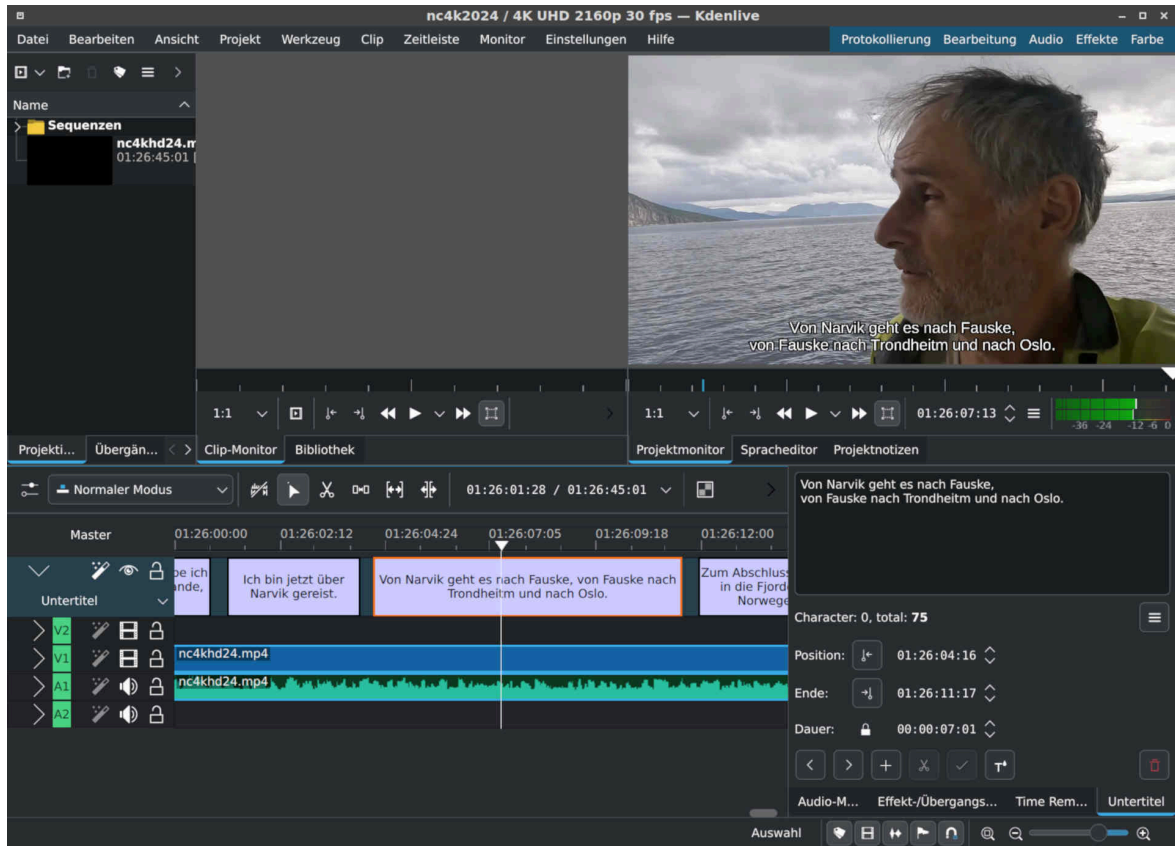 nc4k2024 / 4K UHD 2160p 30 fps — Kdenlive
Datei Bearbeiten Ansicht Projekt Werkzeug Clip Zeitleiste Monitor Einstellungen Hilfe
Protokollierung Bearbeitung Audio Effekte Farbe
Name
Sequenzen
nc4khd24.m
01:26:45:01 [
Von Narvik geht es nach Fauske,
von Fauske nach Trondheitm und nach Oslo.
1:1
1:1 01:26:07:13
-36 -24 -12 -6 0
Projekti... Übergän... Clip-Monitor Bibliothek
Projektmonitor Spracheditor Projektnotizen
Normaler Modus 01:26:01:28 / 01:26:45:01
Master 01:26:00:00 01:26:02:12 01:26:04:24 01:26:07:05 01:26:09:18 01:26:12:00
Untertitel
be ich
nde,
Ich bin jetzt über
Narvik gereist.
Von Narvik geht es nach Fauske, von Fauske nach
Trondheitm und nach Oslo.
Zum Abschluss
in die Fjord
Norwege
V2
V1 nc4khd24.mp4
A1 nc4khd24.mp4
A2
Von Narvik geht es nach Fauske,
von Fauske nach Trondheitm und nach Oslo.
Character: 0, total: 75
Position: 01:26:04:16
Ende: 01:26:11:17
Dauer: 00:00:07:01
Audio-M... Effekt-/Übergangs... Time Rem... Untertitel
Auswahl